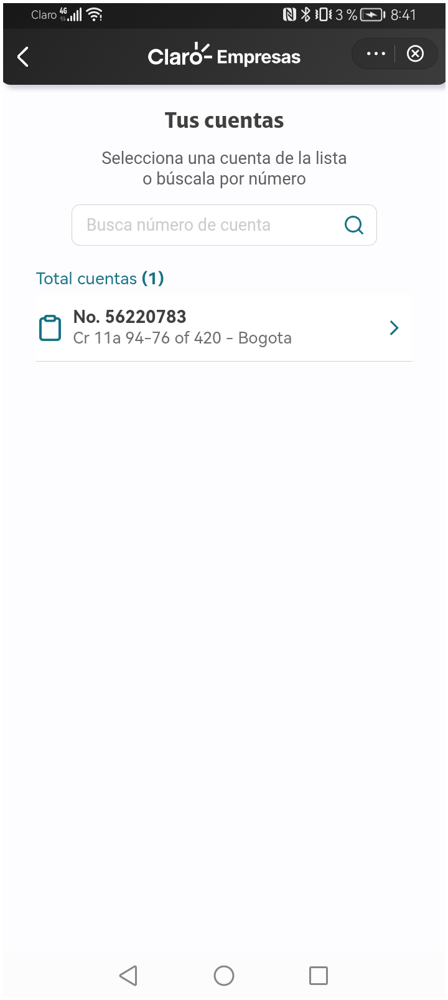 Claro 4G 3 % 8:41
Claro Empresas
Tus cuentas
Selecciona una cuenta de la lista
o búscala por número
Busca número de cuenta
Total cuentas (1)
No. 56220783
Cr 11a 94-76 of 420 - Bogota